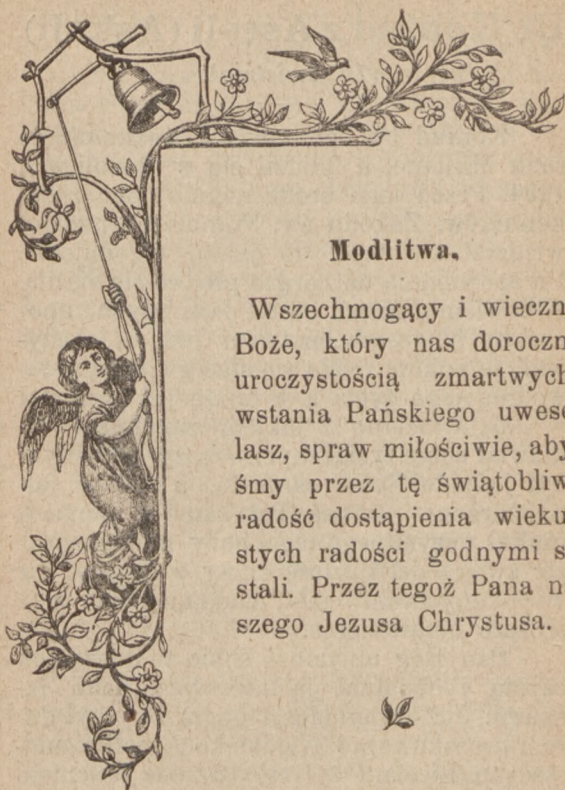 Modlitwa.
Wszechmogący i wieczn
Boże, który nas doroczn
uroczystością zmartwych
wstania Pańskiego uwese
lasz, spraw miłościwie, aby
śmy przez tę świątobliw
radość dostąpienia wieku
stych radości godnymi s
stali. Przez tegoż Pana n
szego Jezusa Chrystusa.